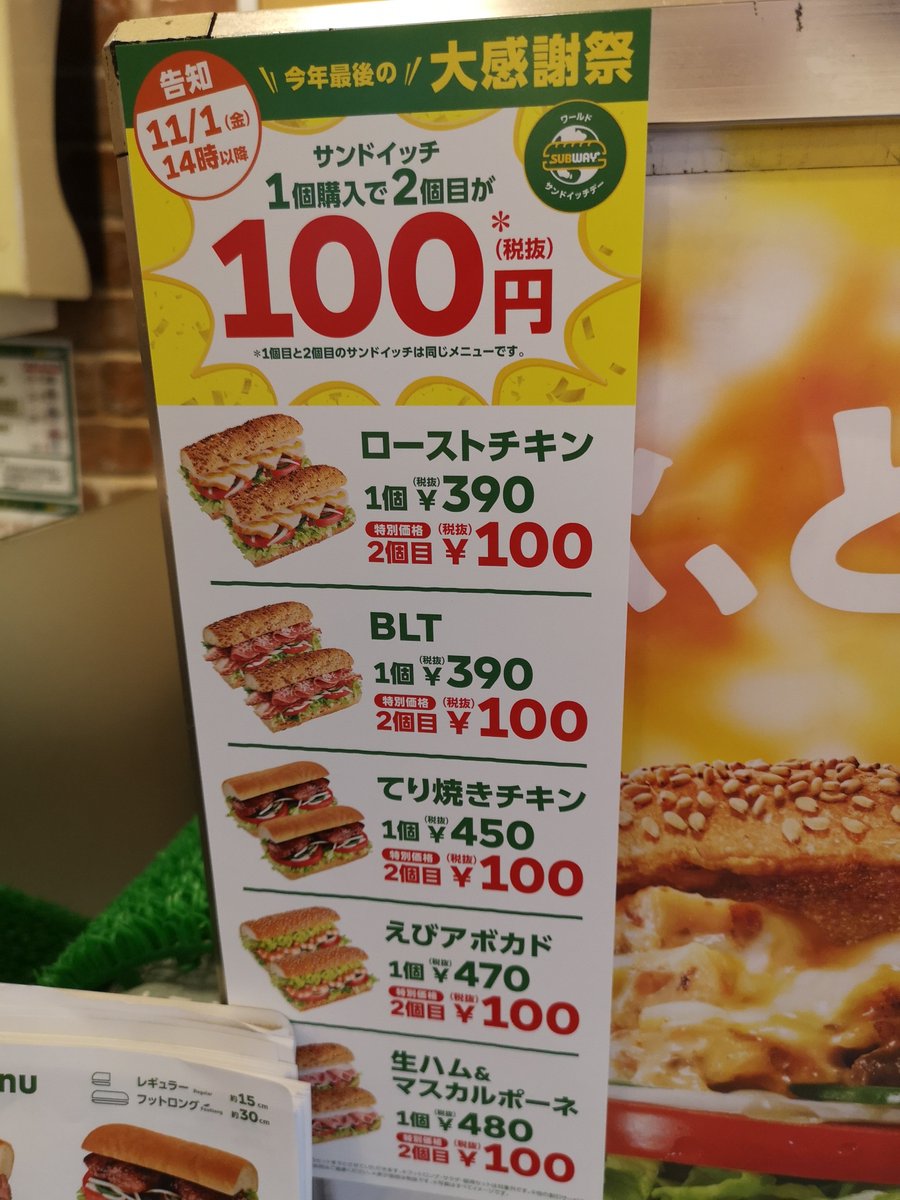 告知
11/1(金)
14時以降
今年最後の 大感謝祭
ワールド
SUBWAY
サンドイッチデー
サンドイッチ
1個購入で2個目が
100円*(税抜)
*1個目と2個目のサンドイッチは同じメニューです。
ローストチキン
1個(税抜)¥390
特別価格(税抜)
2個目¥100
BLT
1個(税抜)¥390
特別価格(税抜)
2個目¥100
てり焼きチキン
1個(税抜)¥450
特別価格(税抜)
2個目¥100
えびアボカド
1個(税抜)¥470
特別価格(税抜)
2個目¥100
生ハム&
マスカルポーネ
1個(税抜)¥480
特別価格(税抜)
2個目¥100
nu
レギュラー Regular 約15cm
フットロング Footlong 約30cm
と